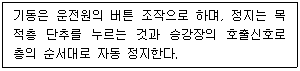 기동은 운전원의 버튼 조작으로 하며, 정지는 목
적층 단추를 누르는 것과 승강장의 호출신호로
층의 순서대로 자동 정지한다.